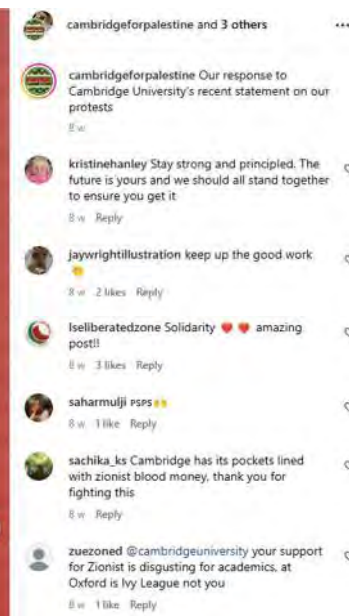 cambridgeforpalestine and 3 others
cambridgeforpalestine Our response to
Cambridge University's recent statement on our
protests
8 w
kristinehanley Stay strong and principled. The
future is yours and we should all stand together
to ensure you get it
8 w Reply
jaywrightillustration keep up the good work
👏
8 w 2 likes Reply
lseliberatedzone Solidarity ❤️ ❤️ amazing
post!!
8 w 3 likes Reply
saharmulji PSPS🙌
8 w 1 like Reply
sachika_ks Cambridge has its pockets lined
with zionist blood money, thank you for
fighting this
8 w Reply
zuezoned @cambridgeuniversity your support
for Zionist is disgusting for academics, at
Oxford is Ivy League not you
8 w 1 like Reply